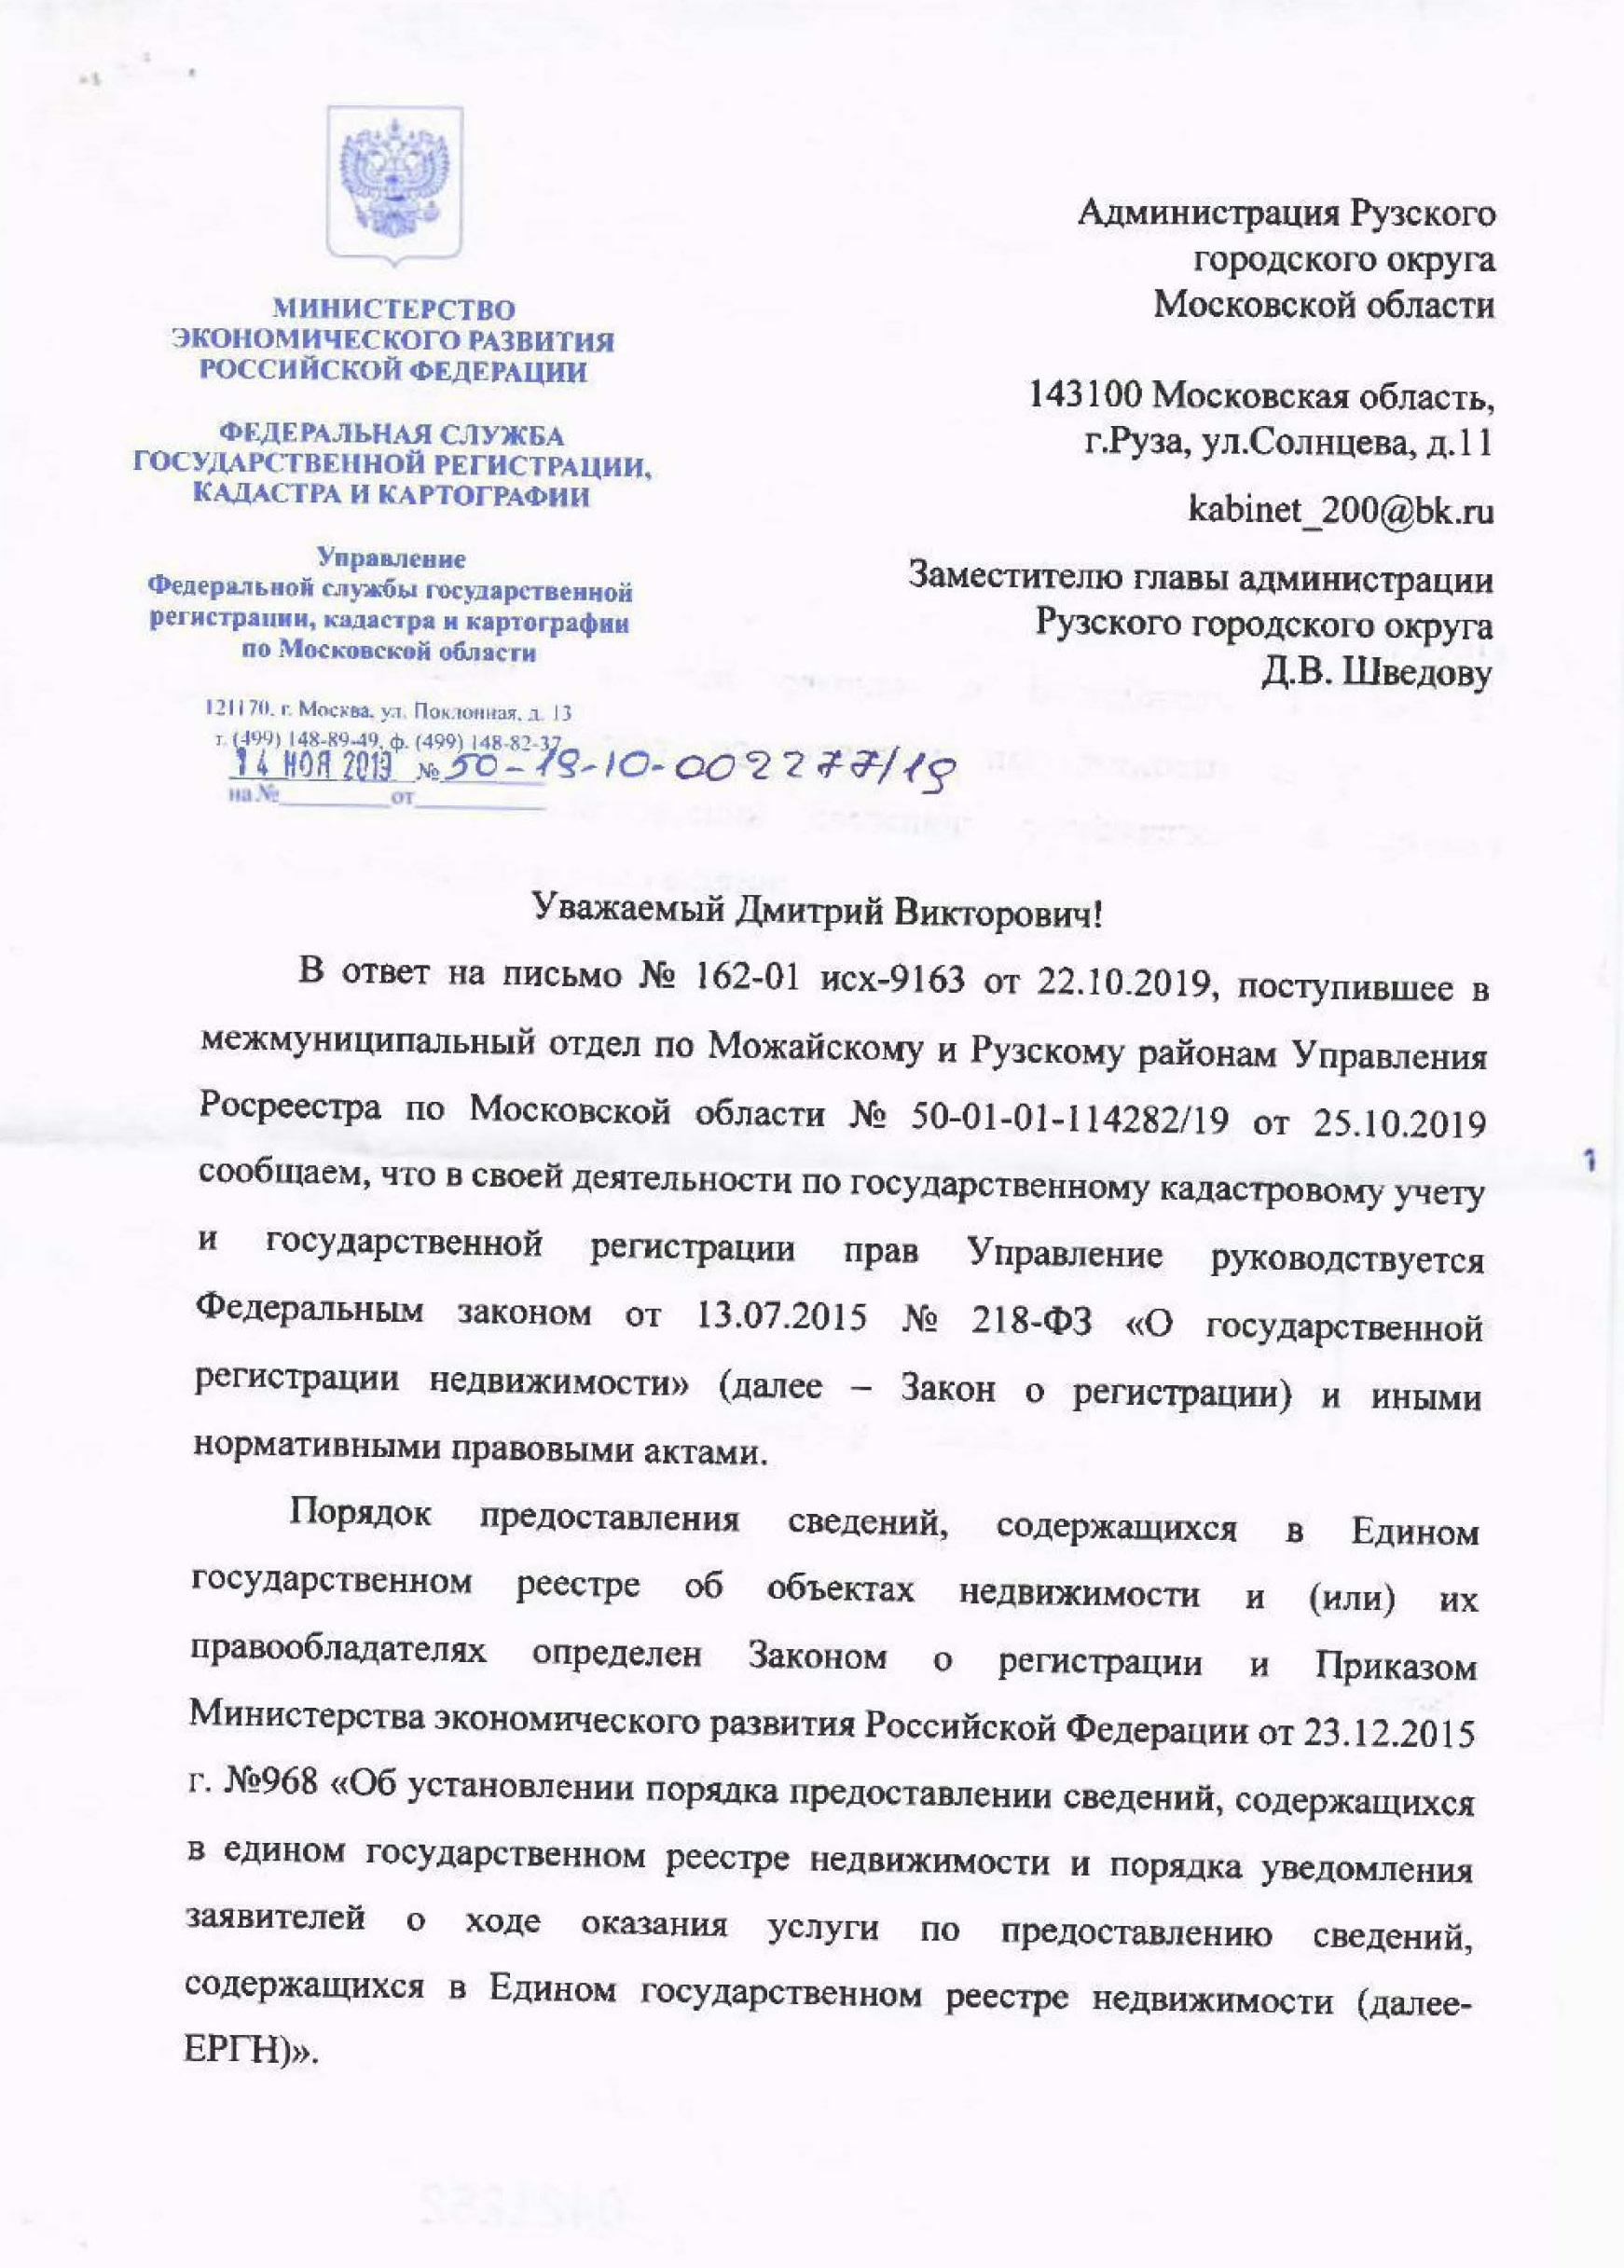 МИНИСТЕРСТВО
ЭКОНОМИЧЕСКОГО РАЗВИТИЯ
РОССИЙСКОЙ ФЕДЕРАЦИИ
ФЕДЕРАЛЬНАЯ СЛУЖБА
ГОСУДАРСТВЕННОЙ РЕГИСТРАЦИИ,
КАДАСТРА И КАРТОГРАФИИ
Управление
Федеральной службы государственной
регистрации, кадастра и картографии
по Московской области
121170, г. Москва, ул. Поклонная, д. 13
т. (499) 148-89-49, ф. (499) 148-82-37
14 НОЯ 2019 № 50-19-10-002277/19
на № от
Администрация Рузского
городского округа
Московской области
143100 Московская область,
г.Руза, ул.Солнцева, д.11
kabinet_200@bk.ru
Заместителю главы администрации
Рузского городского округа
Д.В. Шведову
Уважаемый Дмитрий Викторович!
В ответ на письмо № 162-01 исх-9163 от 22.10.2019, поступившее в
межмуниципальный отдел по Можайскому и Рузскому районам Управления
Росреестра по Московской области № 50-01-01-114282/19 от 25.10.2019
сообщаем, что в своей деятельности по государственному кадастровому учету
и государственной регистрации прав Управление руководствуется
Федеральным законом от 13.07.2015 № 218-ФЗ «О государственной
регистрации недвижимости» (далее – Закон о регистрации) и иными
нормативными правовыми актами.
Порядок предоставления сведений, содержащихся в Едином
государственном реестре об объектах недвижимости и (или) их
правообладателях определен Законом о регистрации и Приказом
Министерства экономического развития Российской Федерации от 23.12.2015
г. №968 «Об установлении порядка предоставлении сведений, содержащихся
в едином государственном реестре недвижимости и порядка уведомления
заявителей о ходе оказания услуги по предоставлению сведений,
содержащихся в Едином государственном реестре недвижимости (далее-
ЕРГН)».
1